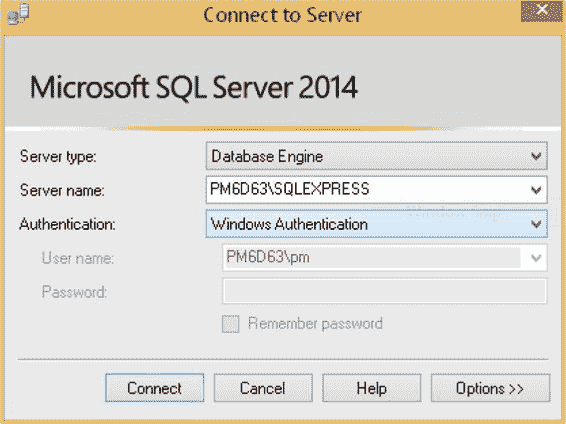 Connect to Server
Microsoft SQL Server 2014
Server type: Database Engine
Server name: PM6D63\SQLEXPRESS
Authentication: Windows Authentication
User name: PM6D63\pm
Password:
Remember password
Connect Cancel Help Options >>